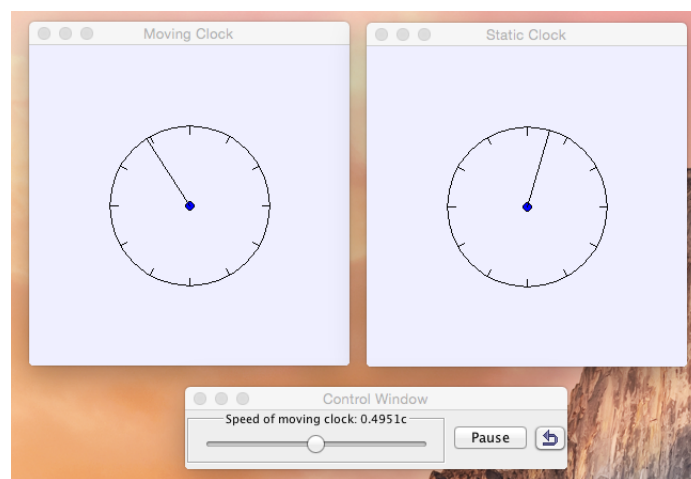 Moving Clock
Static Clock
Control Window
Speed of moving clock: 0.4951c
Pause